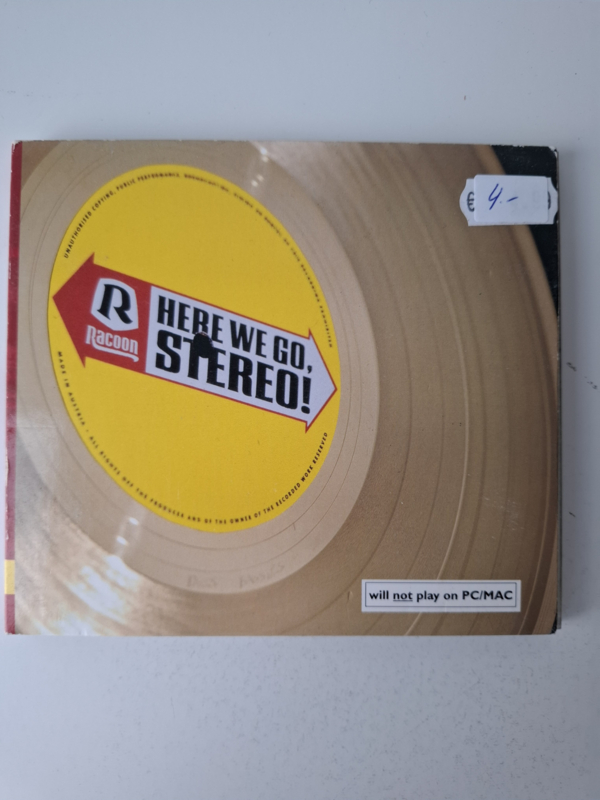 4.-
UNAUTHORISED COPYING, PUBLIC PERFORMANCE, BROADCASTING, HIRING OR RENTAL OF THIS RECORDING PROHIBITED
R
Racoon
HERE WE GO,
STEREO!
MADE IN AUSTRIA · ALL RIGHTS OFF THE PRODUCER AND OF THE OWNER OF THE RECORDED WORK RESERVED
will not play on PC/MAC